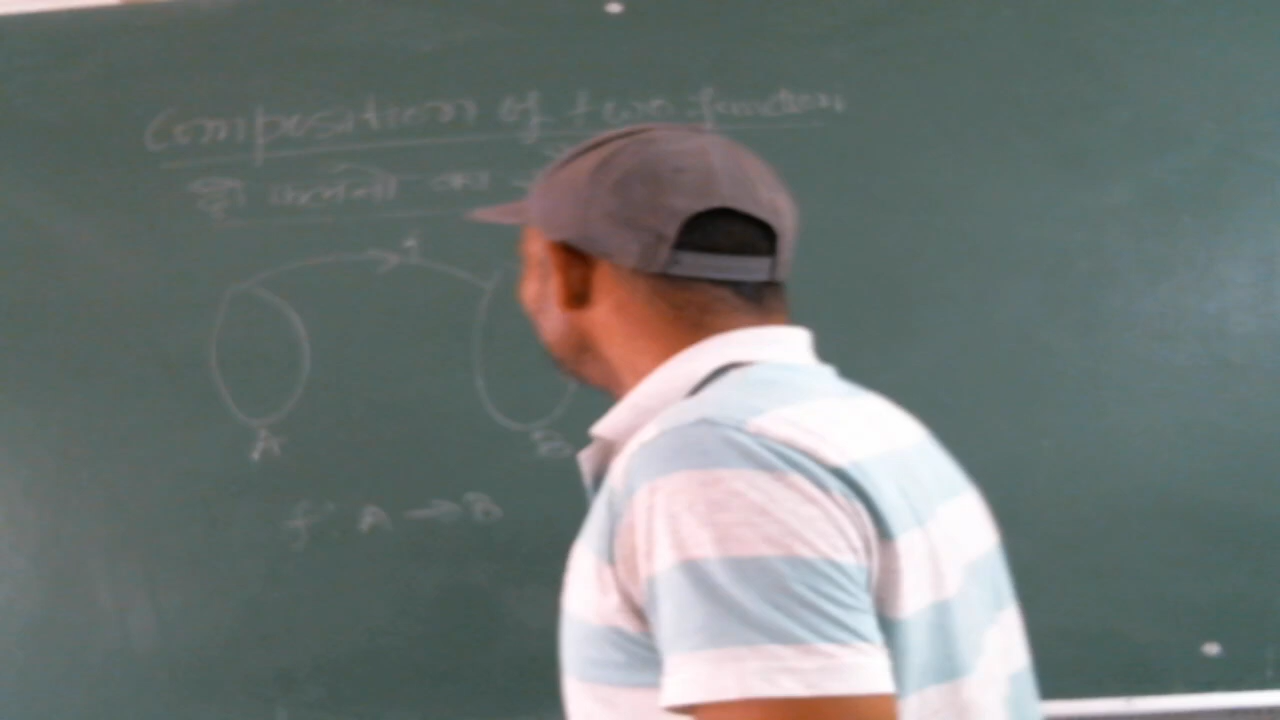 Composition of two function
दो फलनों का
f
A
B
f: A → B